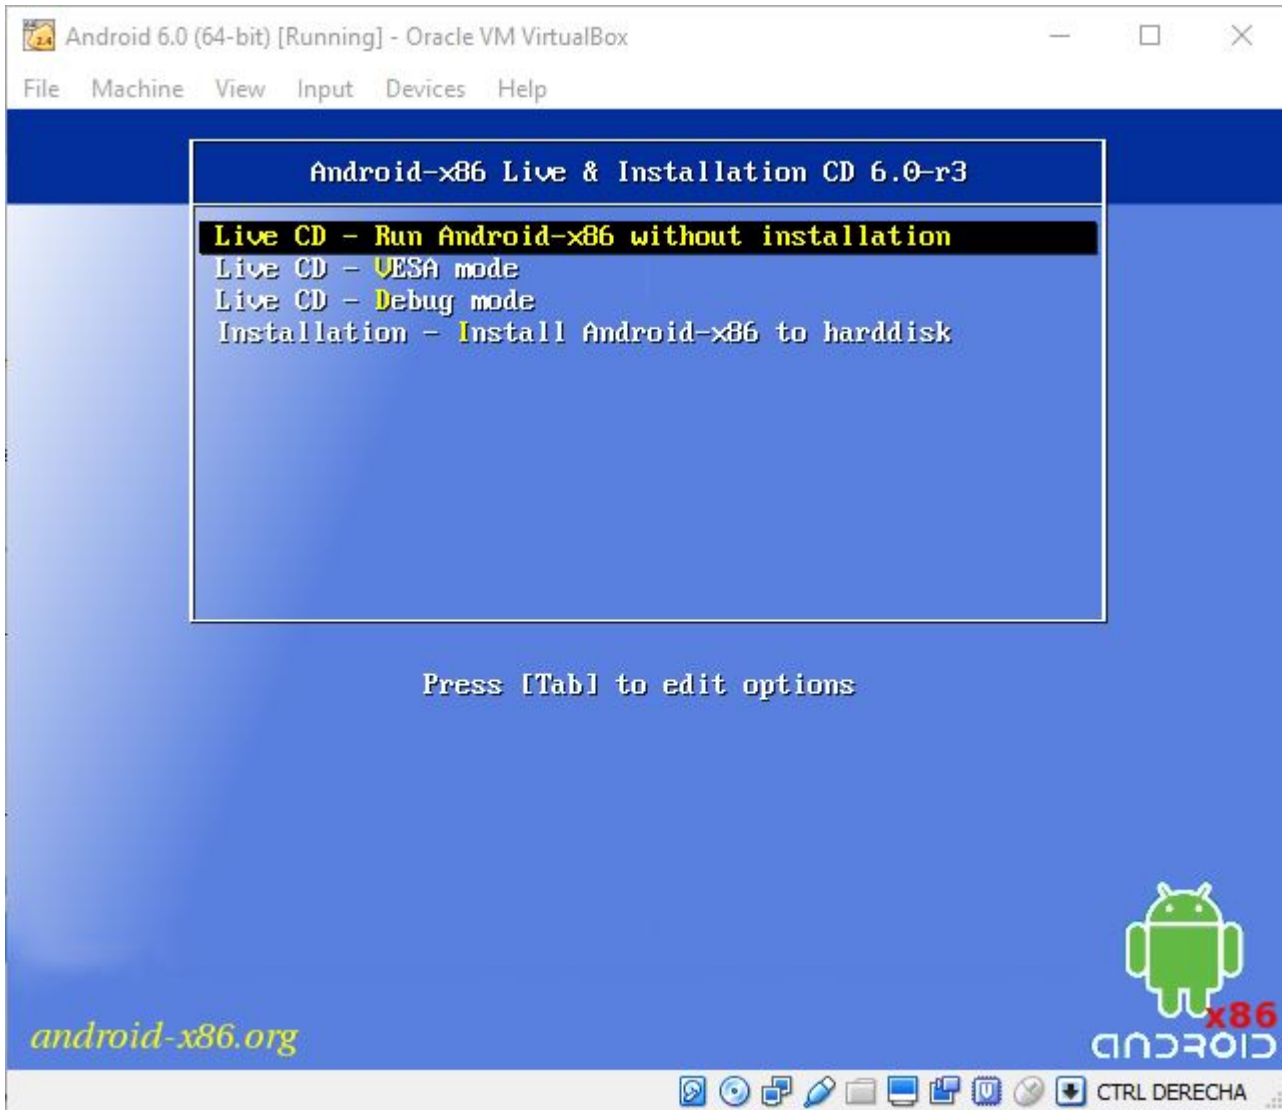 Android 6.0 (64-bit) [Running] - Oracle VM VirtualBox
File Machine View Input Devices Help
Android-x86 Live & Installation CD 6.0-r3
Live CD - Run Android-x86 without installation
Live CD - VESA mode
Live CD - Debug mode
Installation - Install Android-x86 to harddisk
Press [Tab] to edit options
android-x86.org
x86
android
CTRL DERECHA